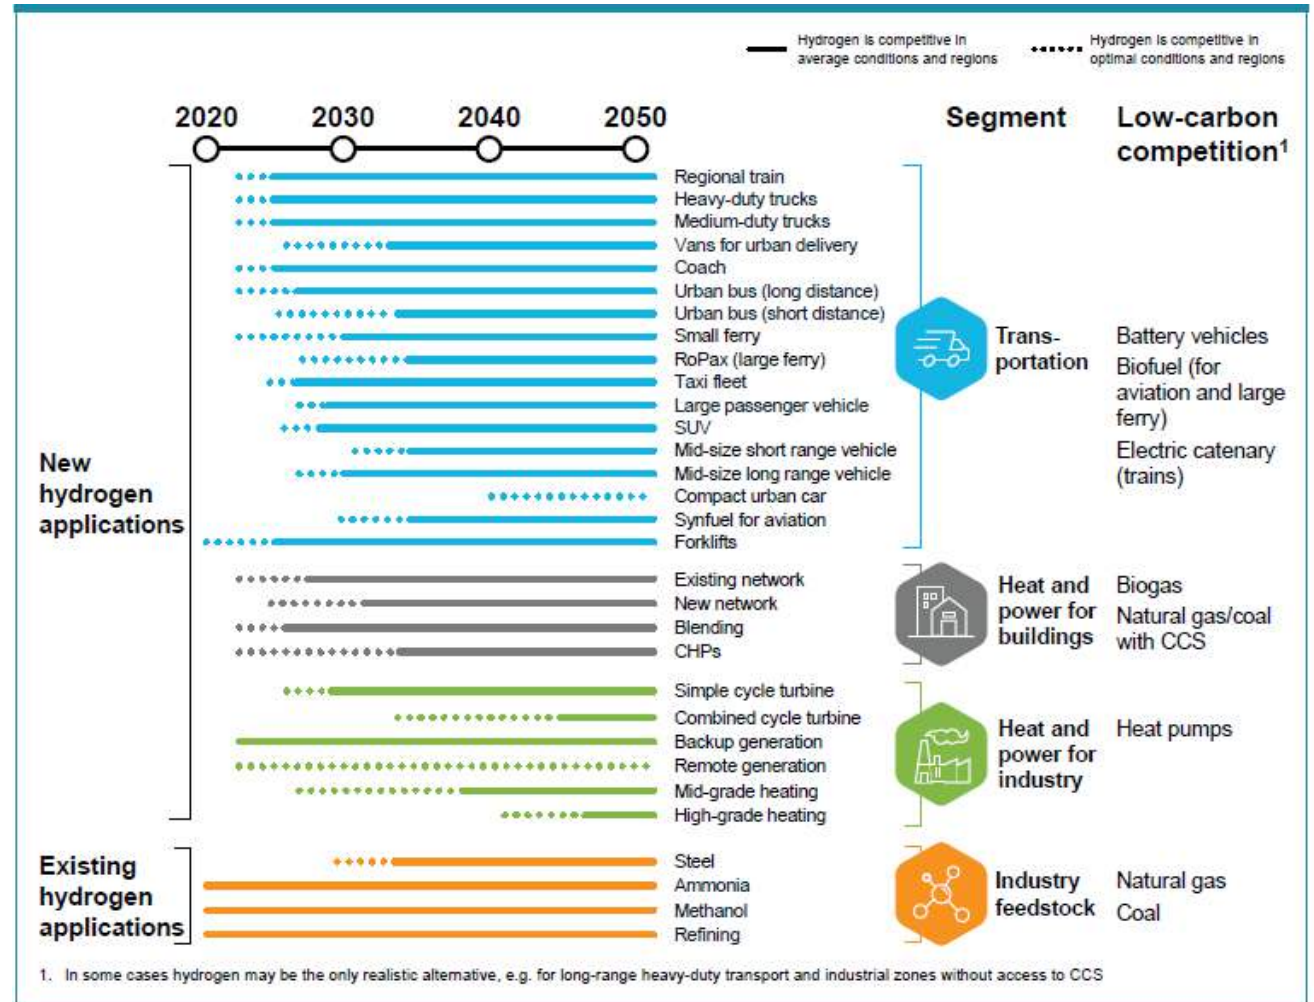 Hydrogen is competitive in
average conditions and regions
Hydrogen is competitive in
optimal conditions and regions
2020
2030
2040
2050
Segment
Low-carbon
competition¹
Regional train
Heavy-duty trucks
Medium-duty trucks
Vans for urban delivery
Coach
Urban bus (long distance)
Urban bus (short distance)
Small ferry
RoPax (large ferry)
Taxi fleet
Large passenger vehicle
SUV
Mid-size short range vehicle
Mid-size long range vehicle
Compact urban car
Synfuel for aviation
Forklifts
Trans-
portation
Battery vehicles
Biofuel (for
aviation and large
ferry)
Electric catenary
(trains)
New
hydrogen
applications
Existing network
New network
Blending
CHPs
Heat and
power for
buildings
Biogas
Natural gas/coal
with CCS
Simple cycle turbine
Combined cycle turbine
Backup generation
Remote generation
Mid-grade heating
High-grade heating
Heat and
power for
industry
Heat pumps
Existing
hydrogen
applications
Steel
Ammonia
Methanol
Refining
Industry
feedstock
Natural gas
Coal
1. In some cases hydrogen may be the only realistic alternative, e.g. for long-range heavy-duty transport and industrial zones without access to CCS